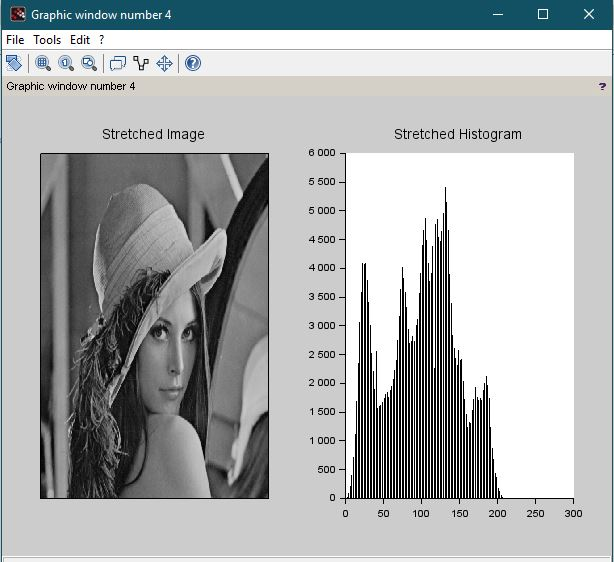 Graphic window number 4
File Tools Edit ?
Graphic window number 4 ?
Stretched Image
Stretched Histogram
6 000
5 500
5 000
4 500
4 000
3 500
3 000
2 500
2 000
1 500
1 000
500
0
0 50 100 150 200 250 300